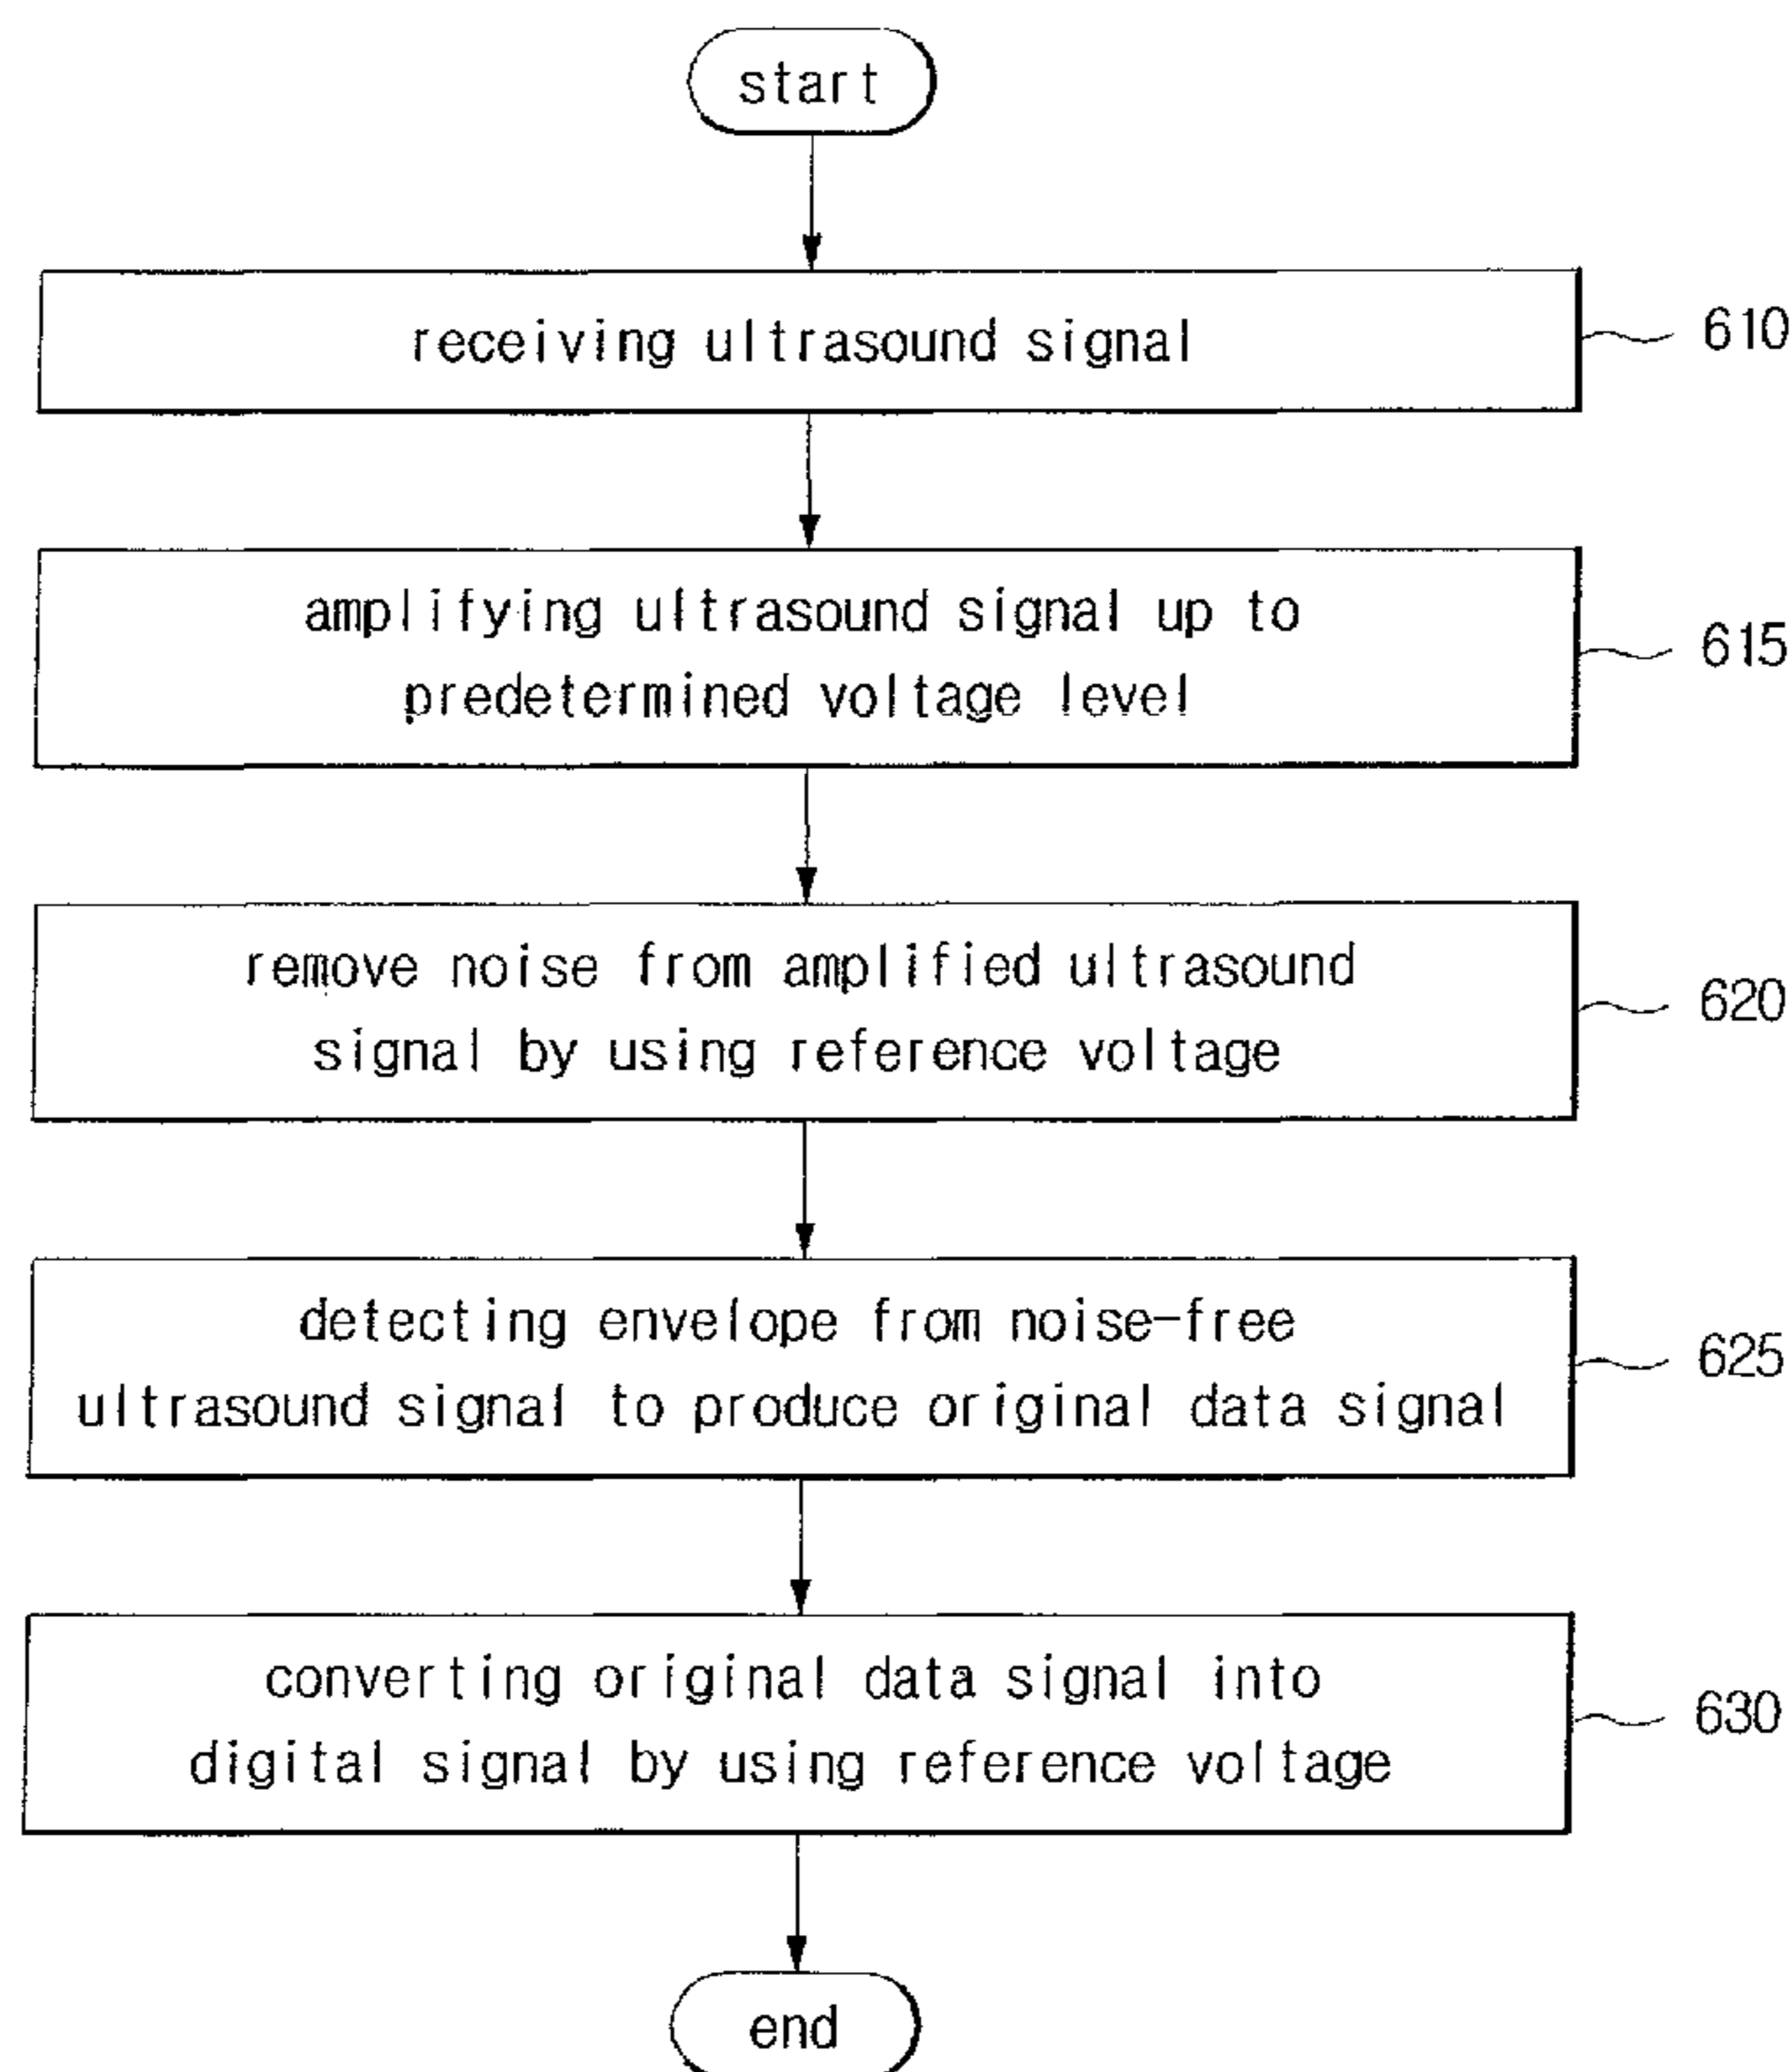 start
receiving ultrasound signal
610
amplifying ultrasound signal up to
predetermined voltage level
615
remove noise from amplified ultrasound
signal by using reference voltage
620
detecting envelope from noise-free
ultrasound signal to produce original data signal
625
converting original data signal into
digital signal by using reference voltage
630
end